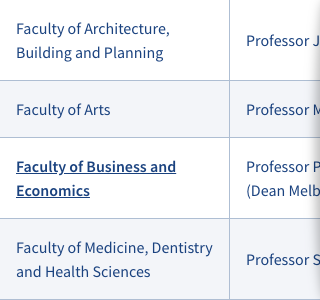 Faculty of Architecture,
Building and Planning
Professor J
Faculty of Arts
Professor M
Faculty of Business and
Economics
Professor P
(Dean Melb
Faculty of Medicine, Dentistry
and Health Sciences
Professor S